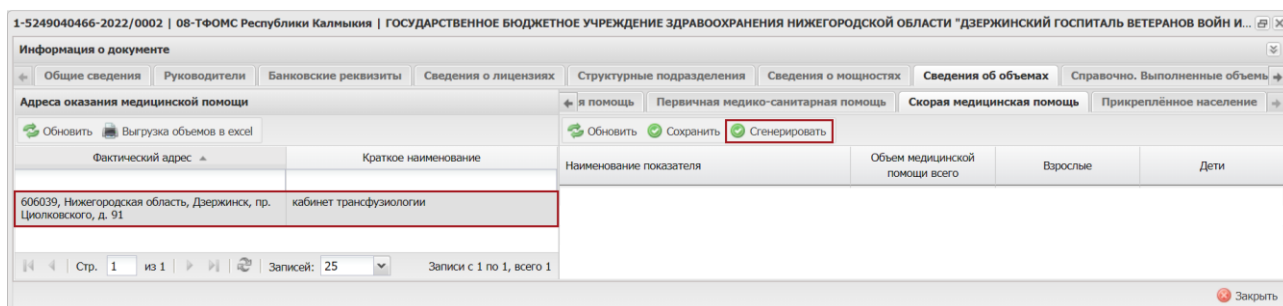 1-5249040466-2022/0002 | 08-ТФОМС Республики Калмыкия | ГОСУДАРСТВЕННОЕ БЮДЖЕТНОЕ УЧРЕЖДЕНИЕ ЗДРАВООХРАНЕНИЯ НИЖЕГОРОДСКОЙ ОБЛАСТИ "ДЗЕРЖИНСКИЙ ГОСПИТАЛЬ ВЕТЕРАНОВ ВОЙН И...
Информация о документе
Общие сведения Руководители Банковские реквизиты Сведения о лицензиях Структурные подразделения Сведения о мощностях Сведения об объемах Справочно. Выполненные объемы
Адреса оказания медицинской помощи
я помощь Первичная медико-санитарная помощь Скорая медицинская помощь Прикреплённое население
Обновить Выгрузка объемов в excel
Обновить Сохранить Сгенерировать
Фактический адрес Краткое наименование
Наименование показателя Объем медицинской помощи всего Взрослые Дети
606039, Нижегородская область, Дзержинск, пр. кабинет трансфузиологии
Циолковского, д. 91
Стр. 1 из 1 Записей: 25 Записи с 1 по 1, всего 1
Закрыть